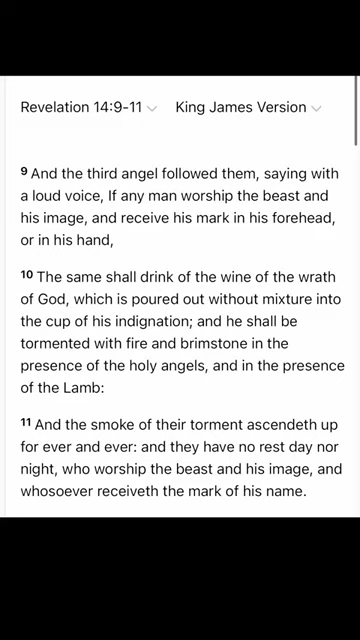 Revelation 14:9-11 King James Version
9 And the third angel followed them, saying with
a loud voice, If any man worship the beast and
his image, and receive his mark in his forehead,
or in his hand,
10 The same shall drink of the wine of the wrath
of God, which is poured out without mixture into
the cup of his indignation; and he shall be
tormented with fire and brimstone in the
presence of the holy angels, and in the presence
of the Lamb:
11 And the smoke of their torment ascendeth up
for ever and ever: and they have no rest day nor
night, who worship the beast and his image, and
whosoever receiveth the mark of his name.